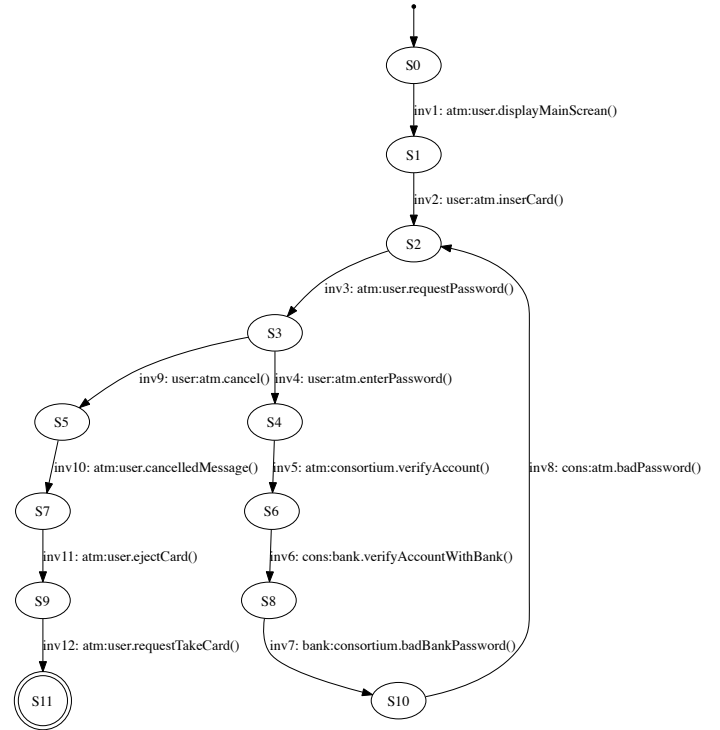 S0
inv1: atm:user.displayMainScrean()
S1
inv2: user:atm.inserCard()
S2
inv3: atm:user.requestPassword()
S3
inv9: user:atm.cancel()
inv4: user:atm.enterPassword()
S5
S4
inv10: atm:user.cancelledMessage()
inv5: atm:consortium.verifyAccount()
inv8: cons:atm.badPassword()
S7
S6
inv11: atm:user.ejectCard()
inv6: cons:bank.verifyAccountWithBank()
S9
S8
inv12: atm:user.requestTakeCard()
inv7: bank:consortium.badBankPassword()
S11
S10